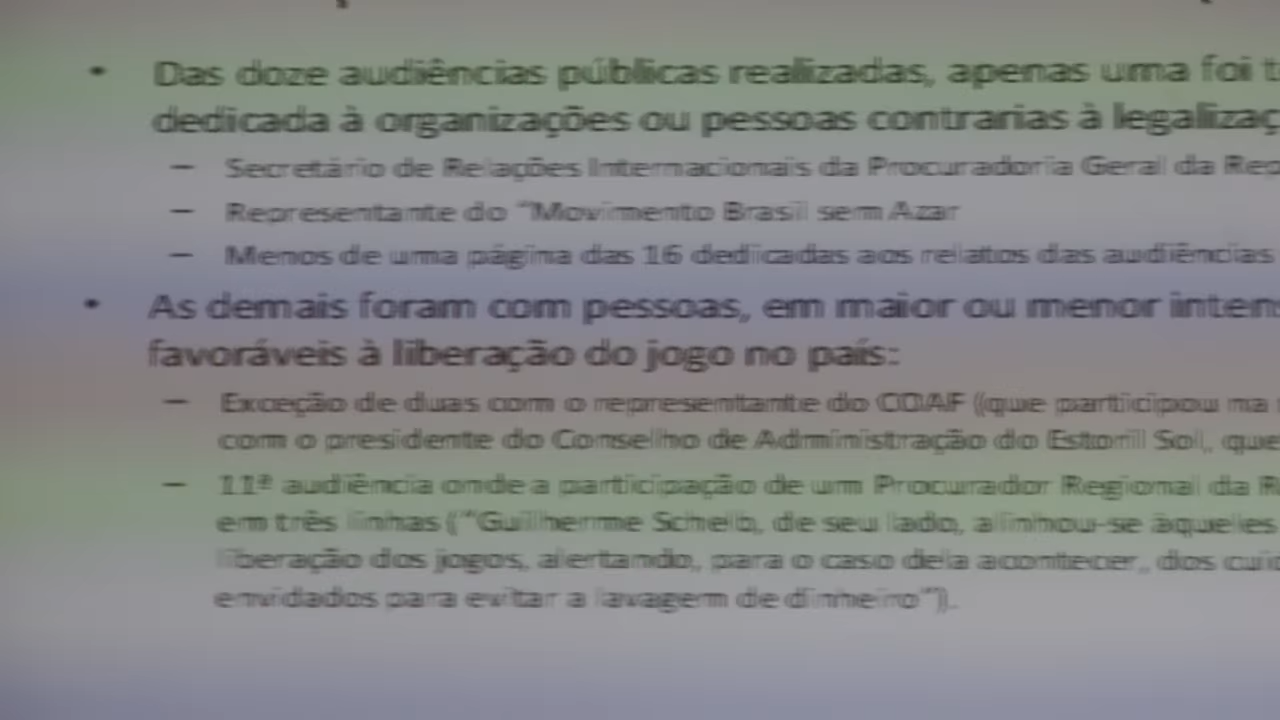 • Das doze audiências públicas realizadas, apenas uma foi
dedicada à organizações ou pessoas contrarias à legalizaç
– Secretário de Relações Internacionais da Procuradoria Geral da Rep
– Representante do "Movimento Brasil sem Azar
– Menos de uma página das 16 dedicadas aos relatos das audiências
• As demais foram com pessoas, em maior ou menor inten
favoráveis à liberação do jogo no país:
– Exceção de duas com o representante do COAF (que participou na
com o presidente do Conselho de Administração do Estoril Sol, que
– 11ª audiência onde a participação de um Procurador Regional da R
em três linhas ("Guilherme Schelb, de seu lado, alinhou-se àqueles
liberação dos jogos, alertando, para o caso dela acontecer, dos cui
envidados para evitar a lavagem de dinheiro").